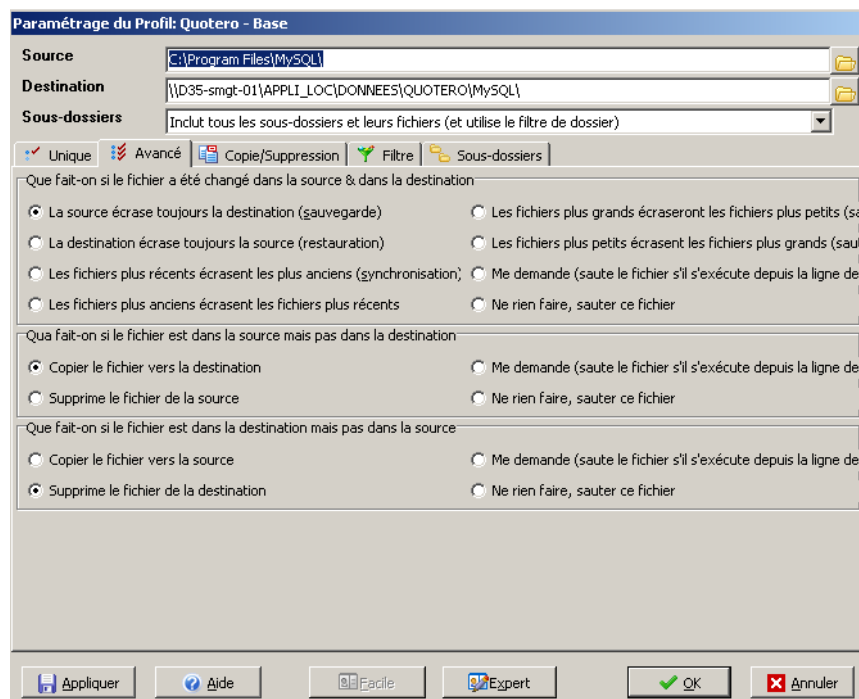 Paramétrage du Profil: Quotero - Base
Source
C:\Program Files\MySQL\
Destination
\\D35-smgt-01\APPLI_LOC\DONNEES\QUOTERO\MySQL\
Sous-dossiers
Inclut tous les sous-dossiers et leurs fichiers (et utilise le filtre de dossier)
Unique Avancé Copie/Suppression Filtre Sous-dossiers
Que fait-on si le fichier a été changé dans la source & dans la destination
La source écrase toujours la destination (sauvegarde) Les fichiers plus grands écraseront les fichiers plus petits (sa
La destination écrase toujours la source (restauration) Les fichiers plus petits écrasent les fichiers plus grands (sau
Les fichiers plus récents écrasent les plus anciens (synchronisation) Me demande (saute le fichier s'il s'exécute depuis la ligne de
Les fichiers plus anciens écrasent les fichiers plus récents Ne rien faire, sauter ce fichier
Qua fait-on si le fichier est dans la source mais pas dans la destination
Copier le fichier vers la destination Me demande (saute le fichier s'il s'exécute depuis la ligne de
Supprime le fichier de la source Ne rien faire, sauter ce fichier
Que fait-on si le fichier est dans la destination mais pas dans la source
Copier le fichier vers la source Me demande (saute le fichier s'il s'exécute depuis la ligne de
Supprime le fichier de la destination Ne rien faire, sauter ce fichier
Appliquer Aide Facile Expert OK Annuler